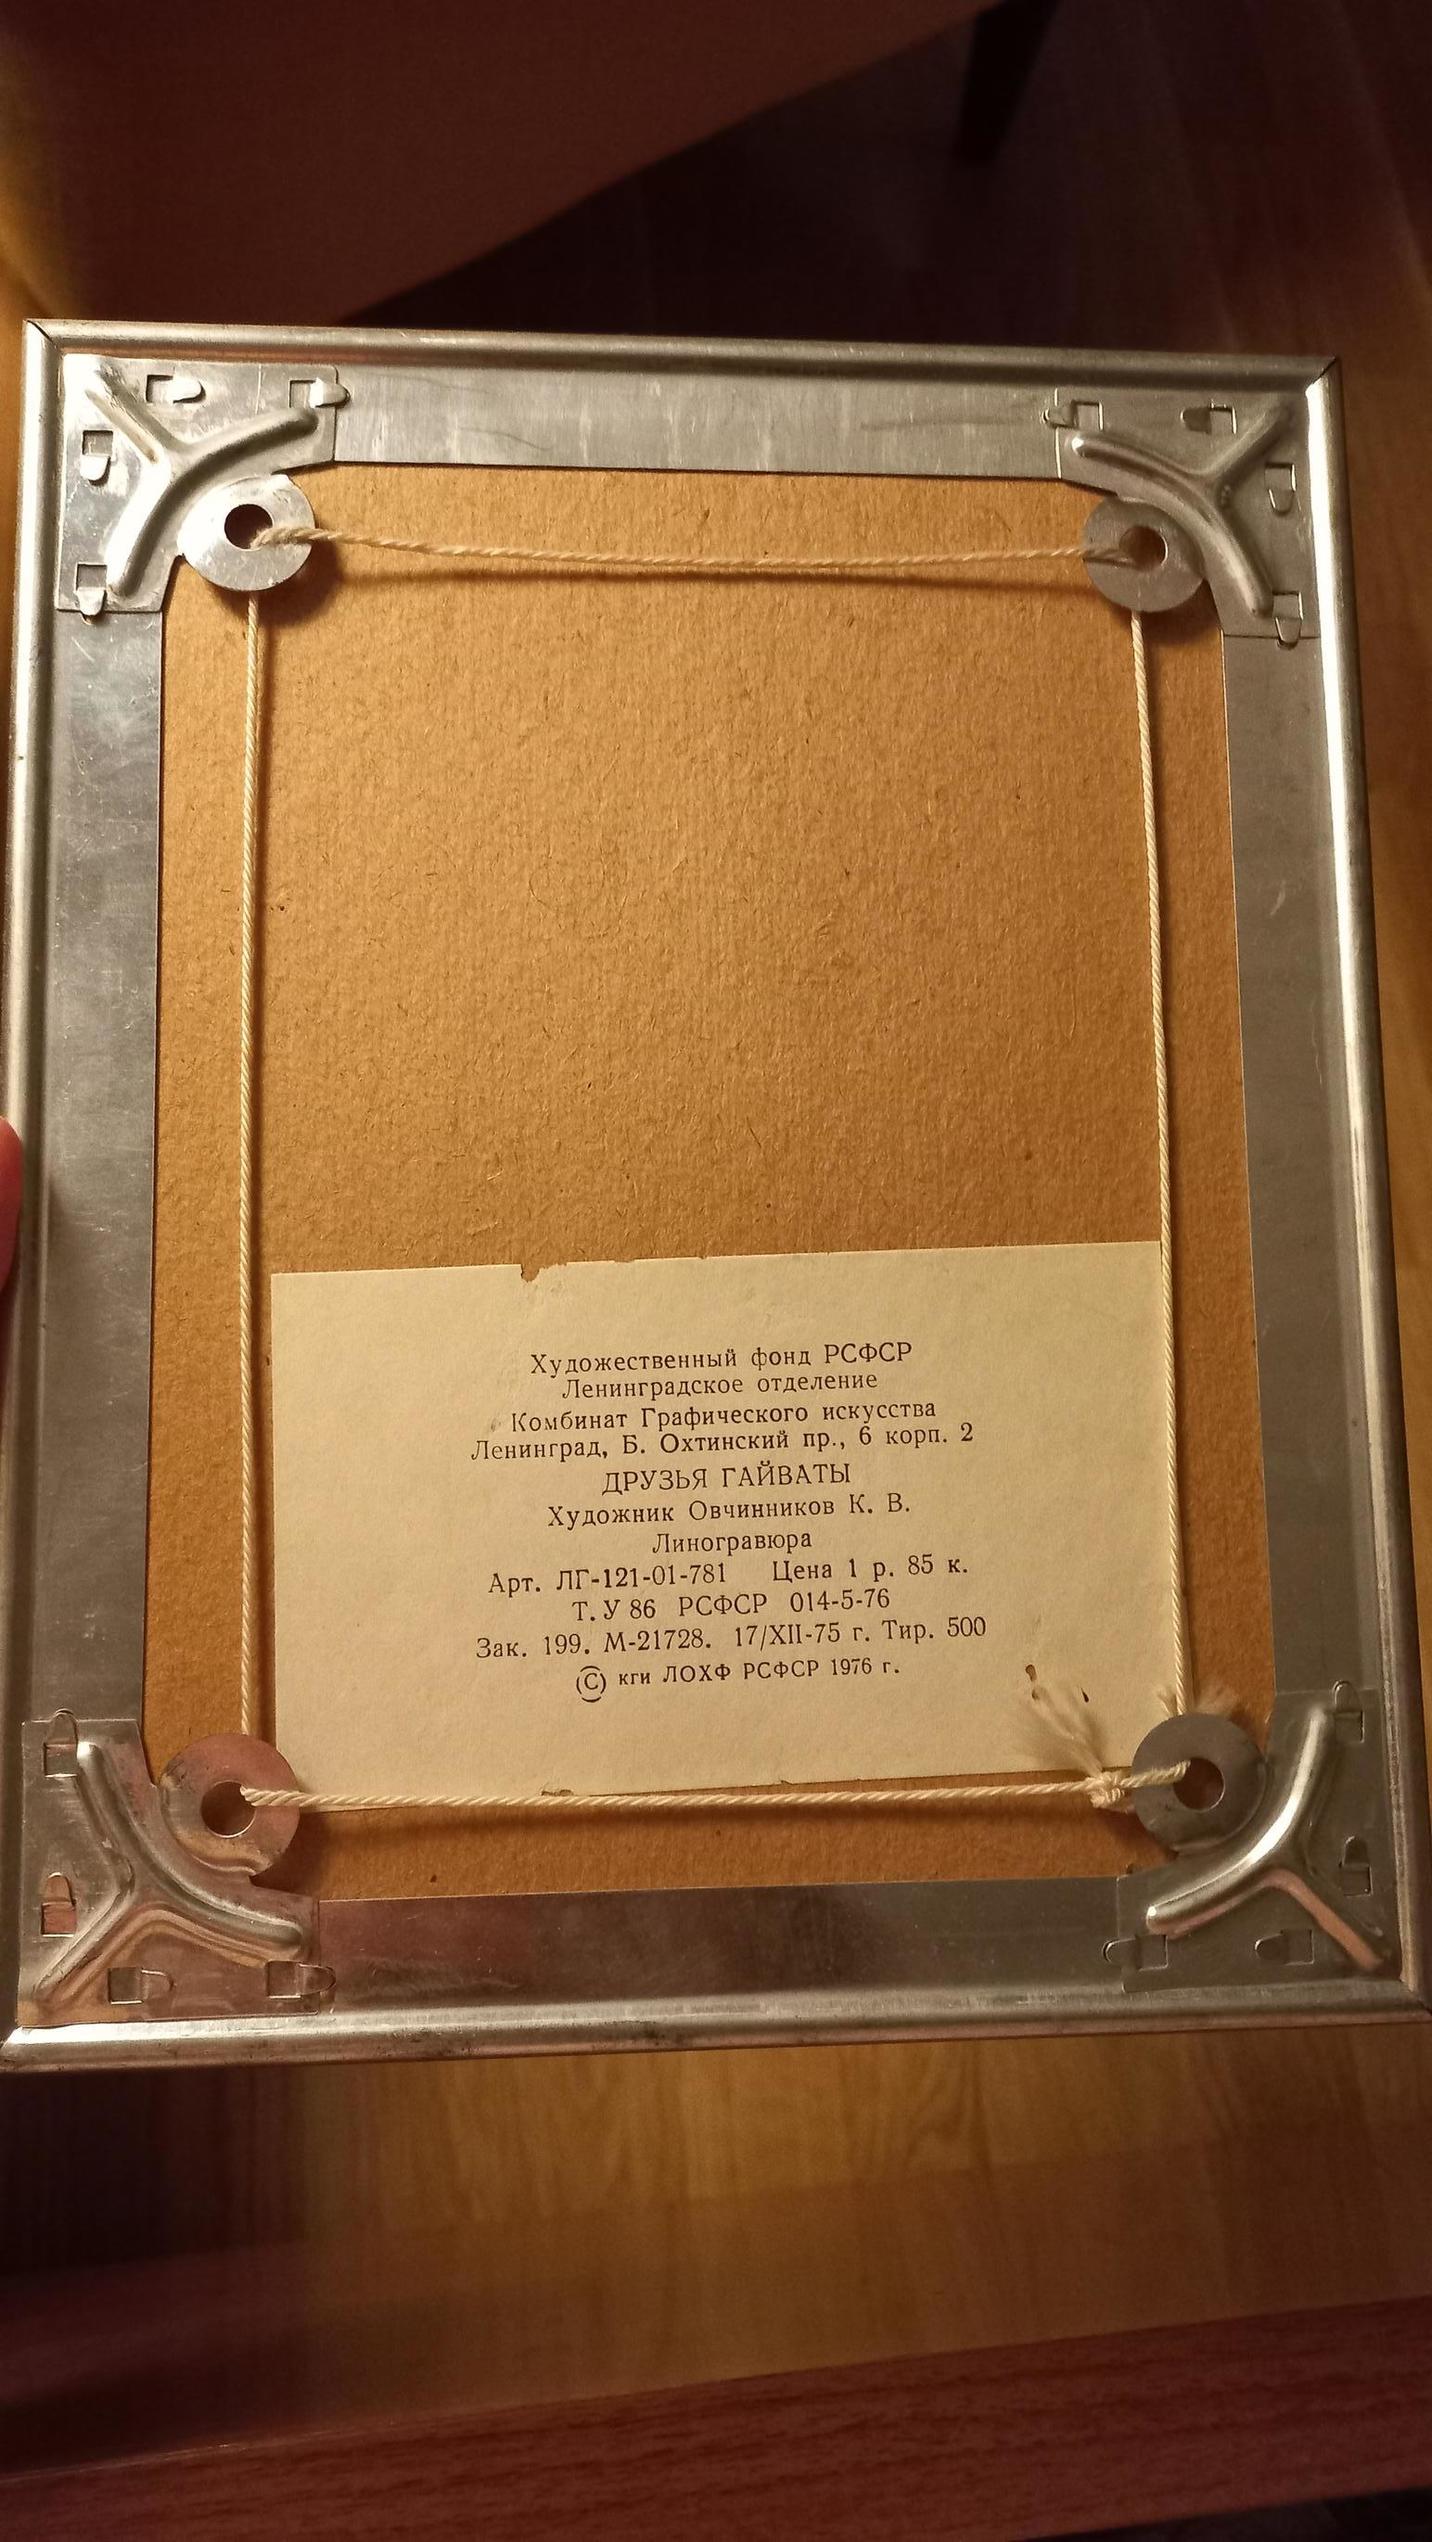 Художественный фонд РСФСР
Ленинградское отделение
Комбинат Графического искусства
Ленинград, Б. Охтинский пр., 6 корп. 2
ДРУЗЬЯ ГАЙВАТЫ
Художник Овчинников К. В.
Линогравюра
Арт. ЛГ-121-01-781 Цена 1 р. 85 к.
Т. У 86 РСФСР 014-5-76
Зак. 199. М-21728. 17/XII-75 г. Тир. 500
(C) кги ЛОХФ РСФСР 1976 г.